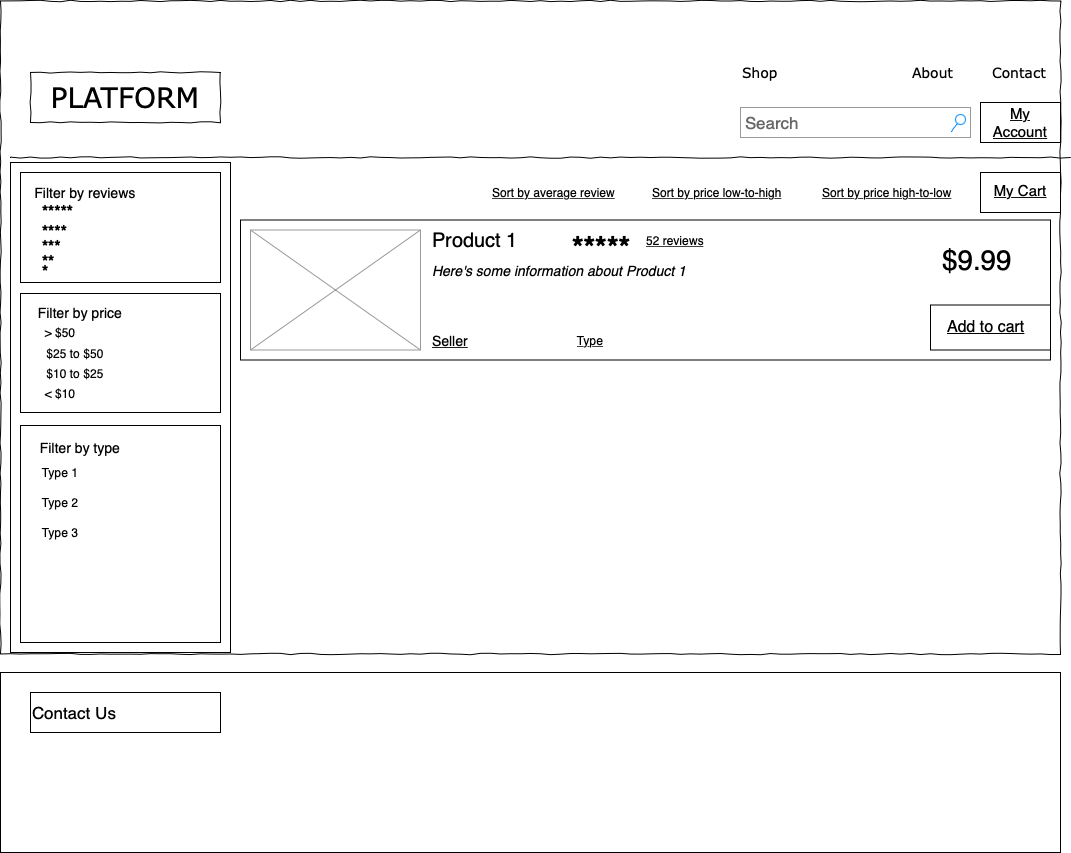 PLATFORM
Shop
About
Contact
Search
My
Account
Filter by reviews
*****
****
***
**
*
Filter by price
> $50
$25 to $50
$10 to $25
< $10
Filter by type
Type 1
Type 2
Type 3
Sort by average review
Sort by price low-to-high
Sort by price high-to-low
My Cart
Product 1
*****
52 reviews
Here's some information about Product 1
$9.99
Seller
Type
Add to cart
Contact Us